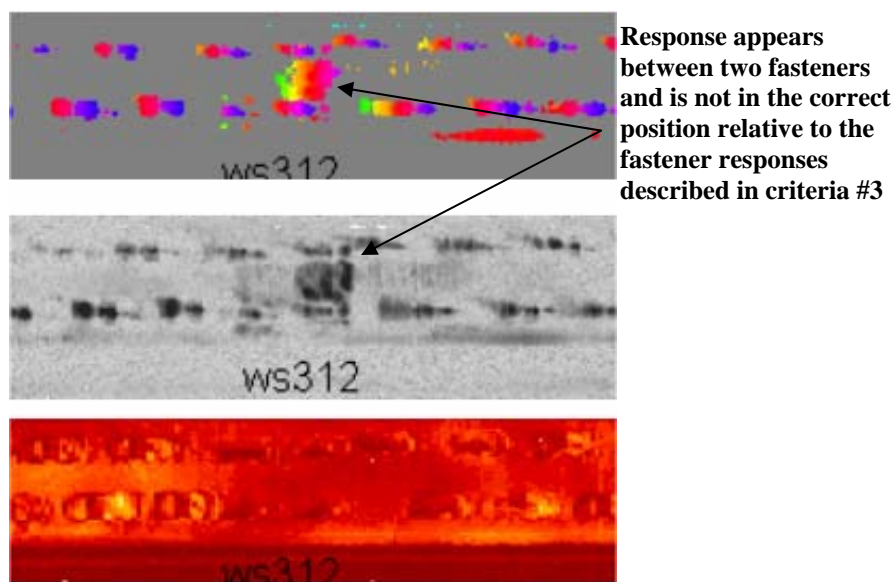 Response appears
between two fasteners
and is not in the correct
position relative to the
fastener responses
described in criteria #3
ws312
ws312
ws312